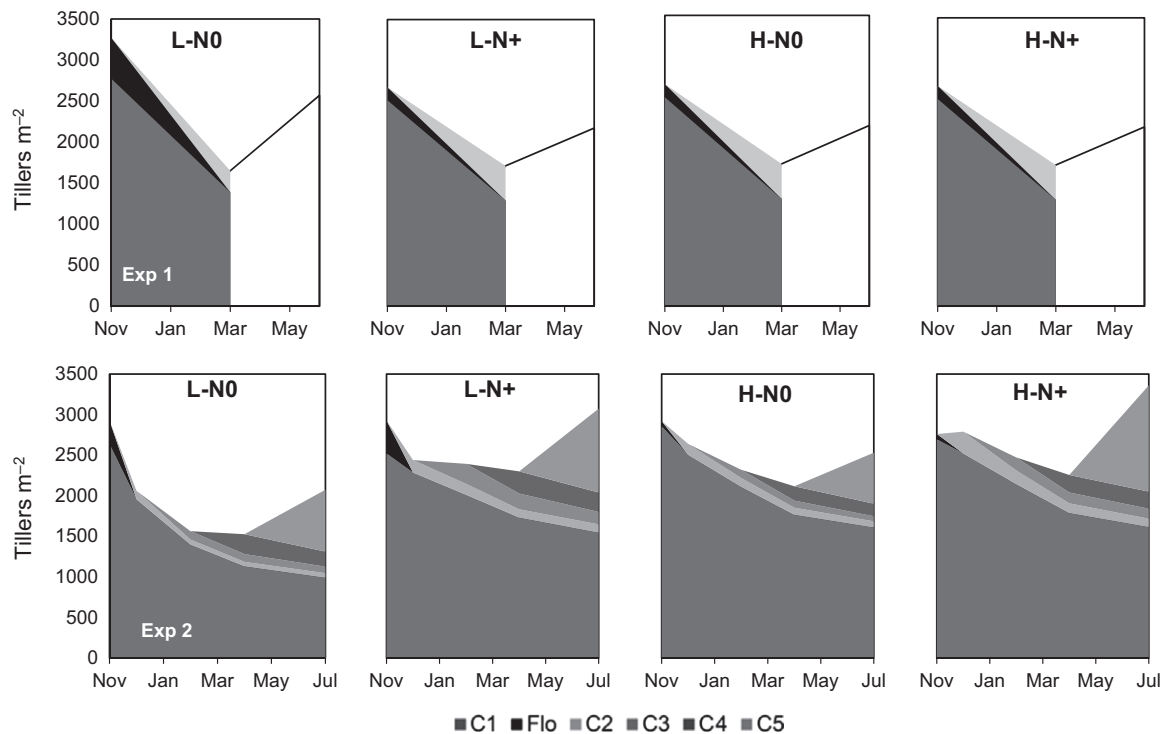 L-N0 L-N+ H-N0 H-N+
3500
3000
2500
2000
1500
1000
500
0
Tillers m⁻²
Exp 1
Nov Jan Mar May Nov Jan Mar May Nov Jan Mar May Nov Jan Mar May
L-N0 L-N+ H-N0 H-N+
3500
3000
2500
2000
1500
1000
500
0
Tillers m⁻²
Exp 2
Nov Jan Mar May Jul Nov Jan Mar May Jul Nov Jan Mar May Jul Nov Jan Mar May Jul
C1 Flo C2 C3 C4 C5